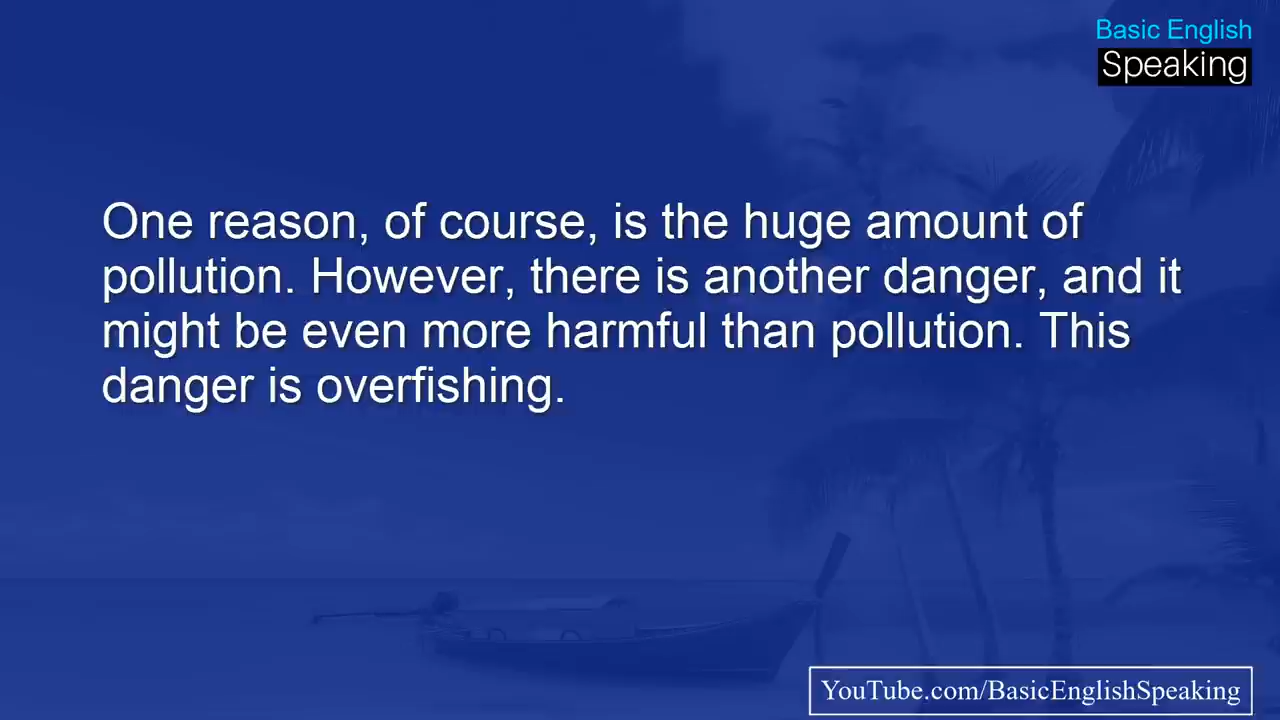 Basic English
Speaking
One reason, of course, is the huge amount of
pollution. However, there is another danger, and it
might be even more harmful than pollution. This
danger is overfishing.
YouTube.com/BasicEnglishSpeaking